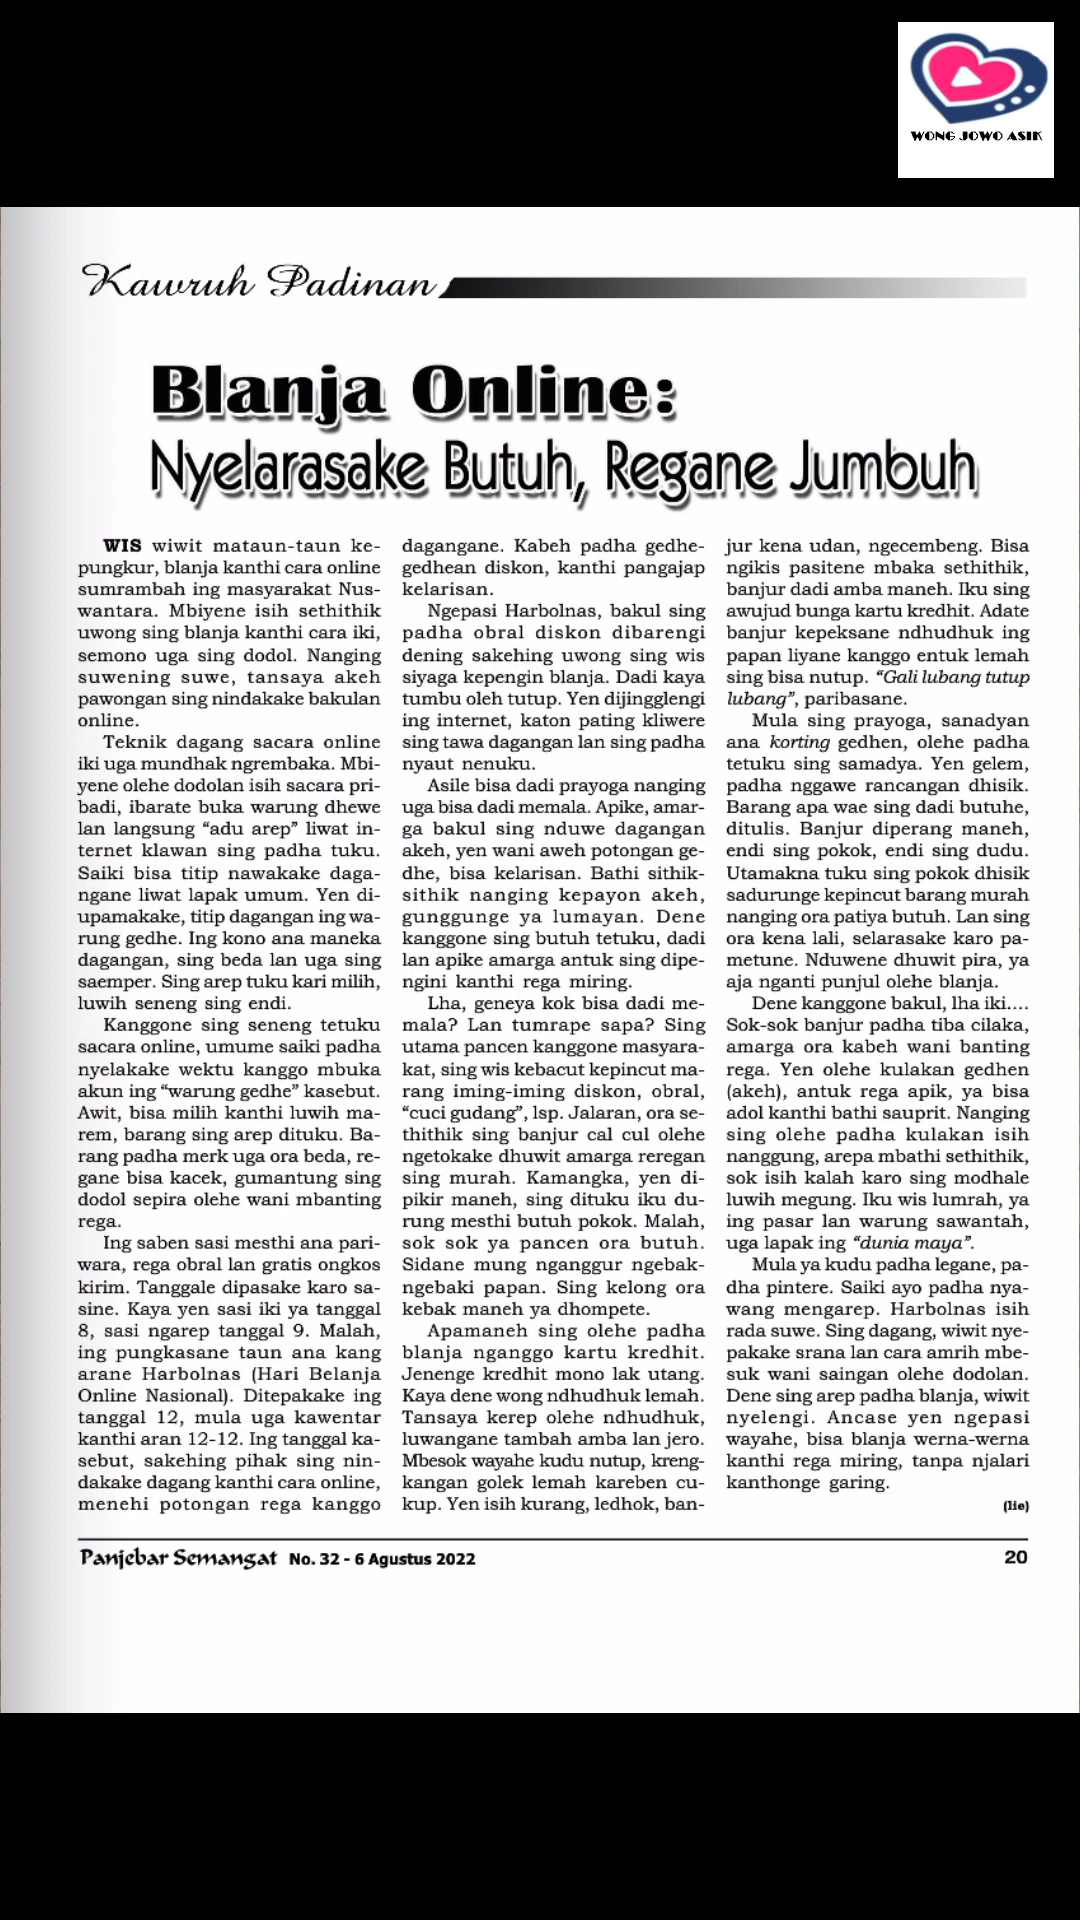 WONG JOWO ASIK
Kawruh Padinan
Blanja Online:
Nyelarasake Butuh, Regane Jumbuh
WIS wiwit mataun-taun ke-
pungkur, blanja kanthi cara online
sumrambah ing masyarakat Nus-
wantara. Mbiyene isih sethithik
uwong sing blanja kanthi cara iki,
semono uga sing dodol. Nanging
suwening suwe, tansaya akeh
pawongan sing nindakake bakulan
online.
Teknik dagang sacara online
iki uga mundhak ngrembaka. Mbi-
yene olehe dodolan isih sacara pri-
badi, ibarate buka warung dhewe
lan langsung “adu arep” liwat in-
ternet klawan sing padha tuku.
Saiki bisa titip nawakake daga-
ngane liwat lapak umum. Yen di-
upamakake, titip dagangan ing wa-
rung gedhe. Ing kono ana maneka
dagangan, sing beda lan uga sing
saemper. Sing arep tuku kari milih,
luwih seneng sing endi.
Kanggone sing seneng tetuku
sacara online, umume saiki padha
nyelakake wektu kanggo mbuka
akun ing “warung gedhe” kasebut.
Awit, bisa milih kanthi luwih ma-
rem, barang sing arep dituku. Ba-
rang padha merk uga ora beda, re-
gane bisa kacek, gumantung sing
dodol sepira olehe wani mbanting
rega.
Ing saben sasi mesthi ana pari-
wara, rega obral lan gratis ongkos
kirim. Tanggale dipasake karo sa-
sine. Kaya yen sasi iki ya tanggal
8, sasi ngarep tanggal 9. Malah,
ing pungkasane taun ana kang
arane Harbolnas (Hari Belanja
Online Nasional). Ditepakake ing
tanggal 12, mula uga kawentar
kanthi aran 12-12. Ing tanggal ka-
sebut, sakehing pihak sing nin-
dakake dagang kanthi cara online,
menehi potongan rega kanggo
dagangane. Kabeh padha gedhe-
gedhean diskon, kanthi pangajap
kelarisan.
Ngepasi Harbolnas, bakul sing
padha obral diskon dibarengi
dening sakehing uwong sing wis
siyaga kepengin blanja. Dadi kaya
tumbu oleh tutup. Yen dijingglengi
ing internet, katon pating kliwere
sing tawa dagangan lan sing padha
nyaut nenuku.
Asile bisa dadi prayoga nanging
uga bisa dadi memala. Apike, amar-
ga bakul sing nduwe dagangan
akeh, yen wani aweh potongan ge-
dhe, bisa kelarisan. Bathi sithik-
sithik nanging kepayon akeh,
gunggunge ya lumayan. Dene
kanggone sing butuh tetuku, dadi
lan apike amarga antuk sing dipe-
ngini kanthi rega miring.
Lha, geneya kok bisa dadi me-
mala? Lan tumrape sapa? Sing
utama pancen kanggone masyara-
kat, sing wis kebacut kepincut ma-
rang iming-iming diskon, obral,
“cuci gudang”, lsp. Jalaran, ora se-
thithik sing banjur cal cul olehe
ngetokake dhuwit amarga reregan
sing murah. Kamangka, yen di-
pikir maneh, sing dituku iku du-
rung mesthi butuh pokok. Malah,
sok sok ya pancen ora butuh.
Sidane mung nganggur ngebak-
ngebaki papan. Sing kelong ora
kebak maneh ya dhompete.
Apamaneh sing olehe padha
blanja nganggo kartu kredhit.
Jenenge kredhit mono lak utang.
Kaya dene wong ndhudhuk lemah.
Tansaya kerep olehe ndhudhuk,
luwangane tambah amba lan jero.
Mbesok wayahe kudu nutup, kreng-
kangan golek lemah kareben cu-
kup. Yen isih kurang, ledhok, ban-
jur kena udan, ngecembeng. Bisa
ngikis pasitene mbaka sethithik,
banjur dadi amba maneh. Iku sing
awujud bunga kartu kredhit. Adate
banjur kepeksane ndhudhuk ing
papan liyane kanggo entuk lemah
sing bisa nutup. “Gali lubang tutup
lubang”, paribasane.
Mula sing prayoga, sanadyan
ana korting gedhen, olehe padha
tetuku sing samadya. Yen gelem,
padha nggawe rancangan dhisik.
Barang apa wae sing dadi butuhe,
ditulis. Banjur diperang maneh,
endi sing pokok, endi sing dudu.
Utamakna tuku sing pokok dhisik
sadurunge kepincut barang murah
nanging ora patiya butuh. Lan sing
ora kena lali, selarasake karo pa-
metune. Nduwene dhuwit pira, ya
aja nganti punjul olehe blanja.
Dene kanggone bakul, lha iki....
Sok-sok banjur padha tiba cilaka,
amarga ora kabeh wani banting
rega. Yen olehe kulakan gedhen
(akeh), antuk rega apik, ya bisa
adol kanthi bathi sauprit. Nanging
sing olehe padha kulakan isih
nanggung, arepa mbathi sethithik,
sok isih kalah karo sing modhale
luwih megung. Iku wis lumrah, ya
ing pasar lan warung sawantah,
uga lapak ing “dunia maya”.
Mula ya kudu padha legane, pa-
dha pintere. Saiki ayo padha nya-
wang mengarep. Harbolnas isih
rada suwe. Sing dagang, wiwit nye-
pakake srana lan cara amrih mbe-
suk wani saingan olehe dodolan.
Dene sing arep padha blanja, wiwit
nyelengi. Ancase yen ngepasi
wayahe, bisa blanja werna-werna
kanthi rega miring, tanpa njalari
kanthonge garing.
(lie)
Panjebar Semangat No. 32 - 6 Agustus 2022
20